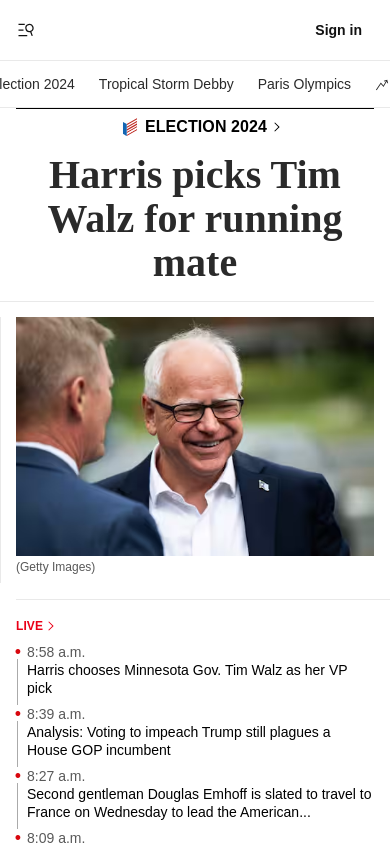 Sign in
lection 2024 Tropical Storm Debby Paris Olympics
ELECTION 2024
Harris picks Tim
Walz for running
mate
(Getty Images)
LIVE
8:58 a.m.
Harris chooses Minnesota Gov. Tim Walz as her VP
pick
8:39 a.m.
Analysis: Voting to impeach Trump still plagues a
House GOP incumbent
8:27 a.m.
Second gentleman Douglas Emhoff is slated to travel to
France on Wednesday to lead the American...
8:09 a.m.